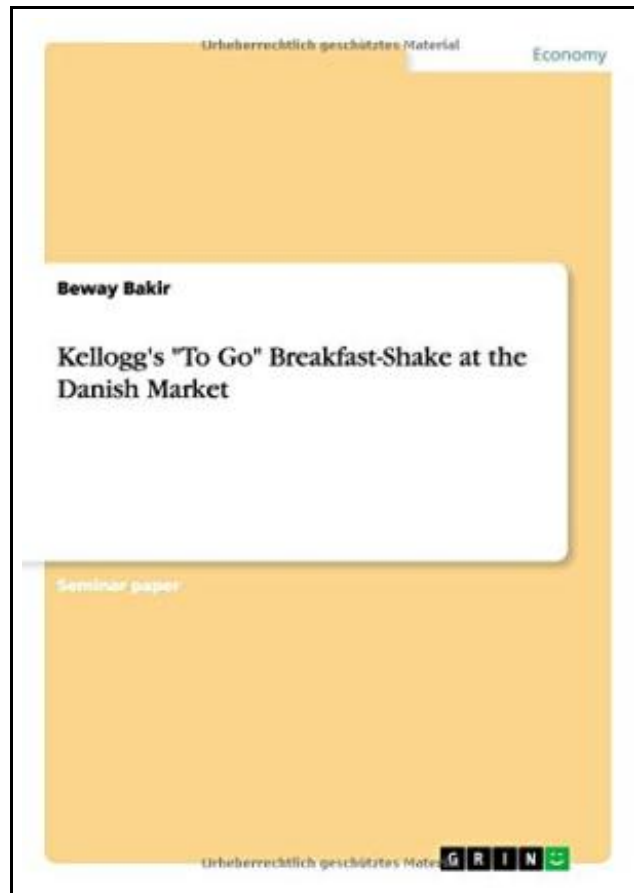 Urheberrechtlich geschütztes Material
Economy
Beway Bakir
Kellogg's "To Go" Breakfast-Shake at the
Danish Market
Seminar paper
Urheberrechtlich geschütztes Mate
GRIN